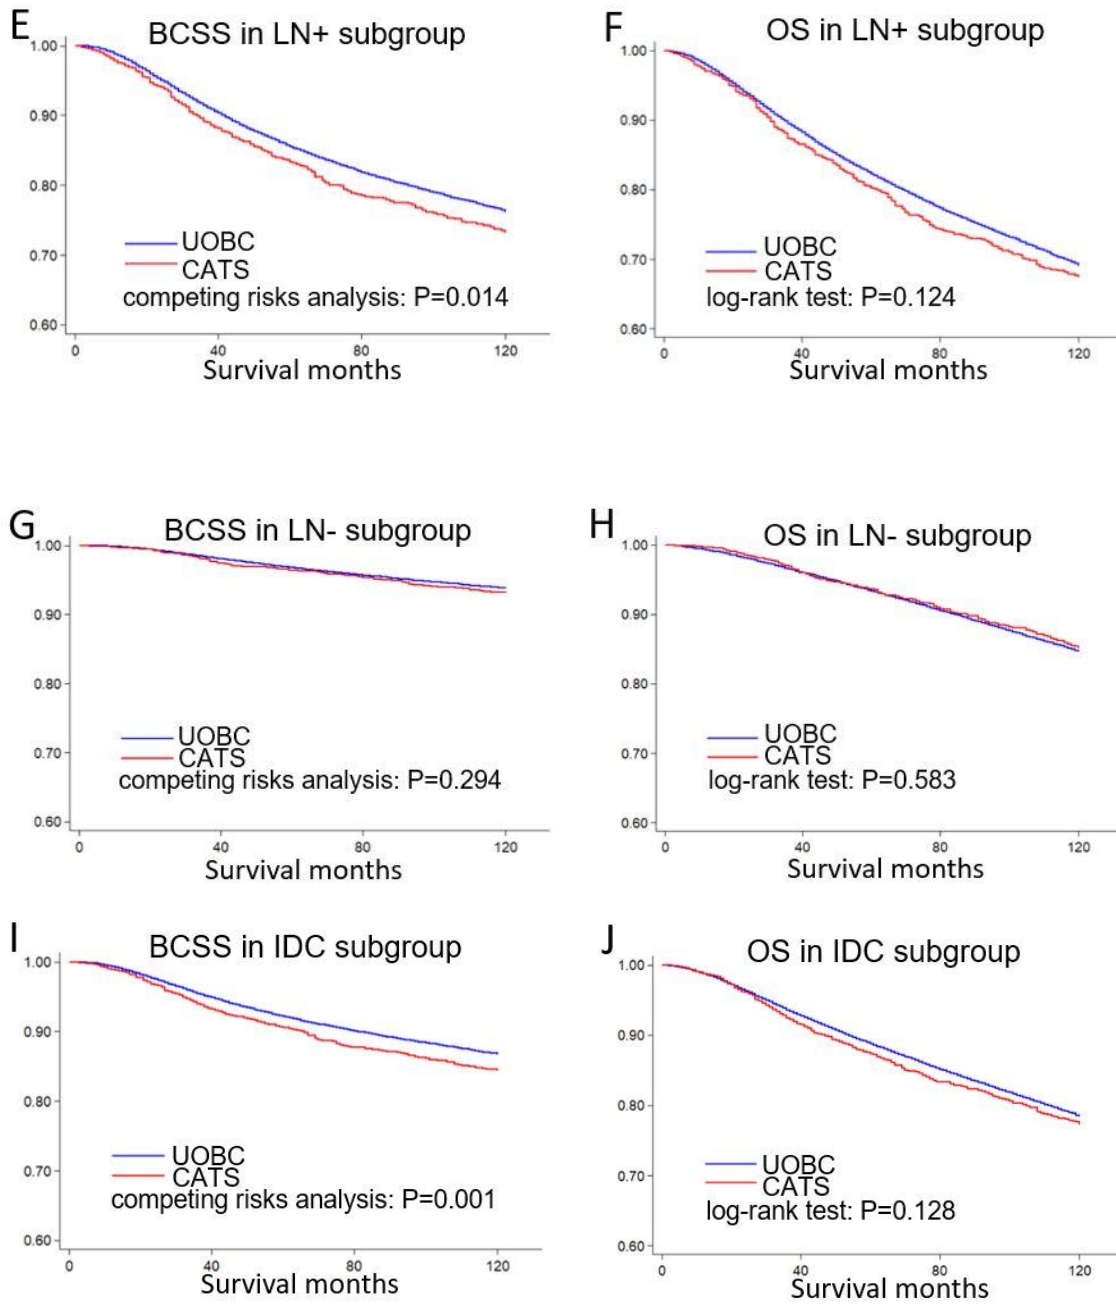 E
BCSS in LN+ subgroup
1.00
0.90
0.80
0.70
0.60
UOBC
CATS
competing risks analysis: P=0.014
0 40 80 120
Survival months
F
OS in LN+ subgroup
1.00
0.90
0.80
0.70
0.60
UOBC
CATS
log-rank test: P=0.124
0 40 80 120
Survival months
G
BCSS in LN- subgroup
1.00
0.90
0.80
0.70
0.60
UOBC
CATS
competing risks analysis: P=0.294
0 40 80 120
Survival months
H
OS in LN- subgroup
1.00
0.90
0.80
0.70
0.60
UOBC
CATS
log-rank test: P=0.583
0 40 80 120
Survival months
I
BCSS in IDC subgroup
1.00
0.90
0.80
0.70
0.60
UOBC
CATS
competing risks analysis: P=0.001
0 40 80 120
Survival months
J
OS in IDC subgroup
1.00
0.90
0.80
0.70
0.60
UOBC
CATS
log-rank test: P=0.128
0 40 80 120
Survival months